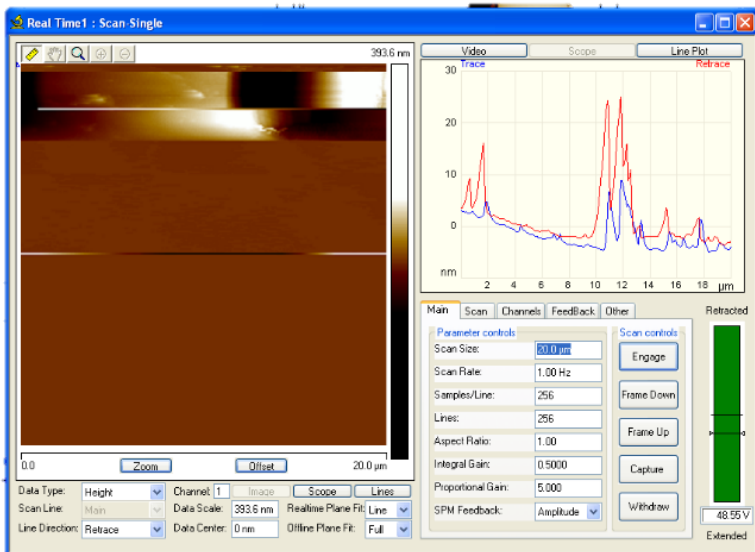 Real Time1 : Scan-Single
393.6 nm
0.0
Zoom
Offset
20.0 µm
Data Type:
Height
Channel:
1
Image
Scope
Lines
Scan Line:
Main
Data Scale:
393.6 nm
Realtime Plane Fit:
Line
Line Direction:
Retrace
Data Center:
0 nm
Offline Plane Fit:
Full
Video
Scope
Line Plot
Trace
Retrace
30
20
10
0
nm
2
4
6
8
10
12
14
16
18
µm
Main
Scan
Channels
FeedBack
Other
Parameter controls
Scan Size:
20.0 µm
Scan Rate:
1.00 Hz
Samples/Line:
256
Lines:
256
Aspect Ratio:
1.00
Integral Gain:
0.5000
Proportional Gain:
5.000
SPM Feedback:
Amplitude
Scan controls
Engage
Frame Down
Frame Up
Capture
Withdraw
Retracted
48.55 V
Extended